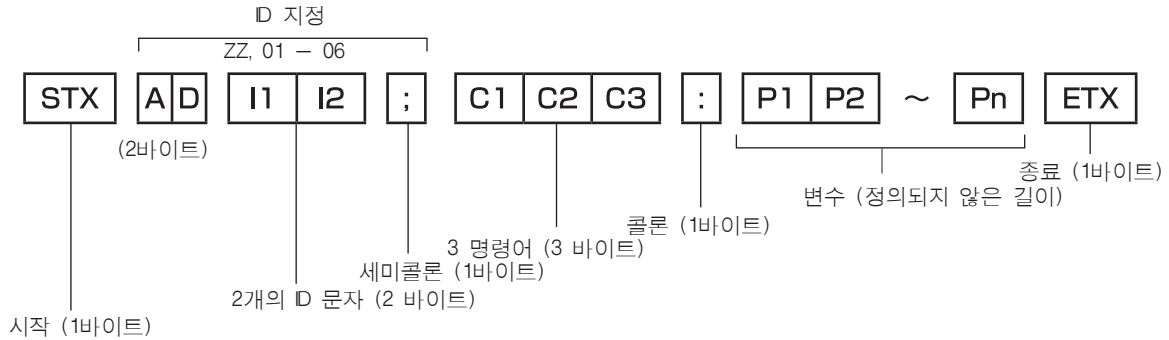 ID 지정
ZZ, 01 － 06
STX A D I1 I2 ; C1 C2 C3 : P1 P2 ～ Pn ETX
(2바이트)
종료 (1바이트)
변수 (정의되지 않은 길이)
콜론 (1바이트)
3 명령어 (3 바이트)
세미콜론 (1바이트)
2개의 ID 문자 (2 바이트)
시작 (1바이트)